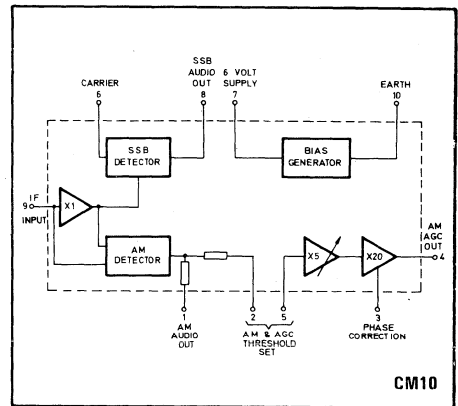 SSB
AUDIO 6 VOLT
CARRIER OUT SUPPLY EARTH
6 8 7 10
SSB
DETECTOR
BIAS
GENERATOR
IF
9 X1
INPUT
AM
DETECTOR
X5 X20
AM
AGC
OUT
4
1 2 5 3
AM
AUDIO
OUT
AM & AGC
THRESHOLD
SET
PHASE
CORRECTION
CM10